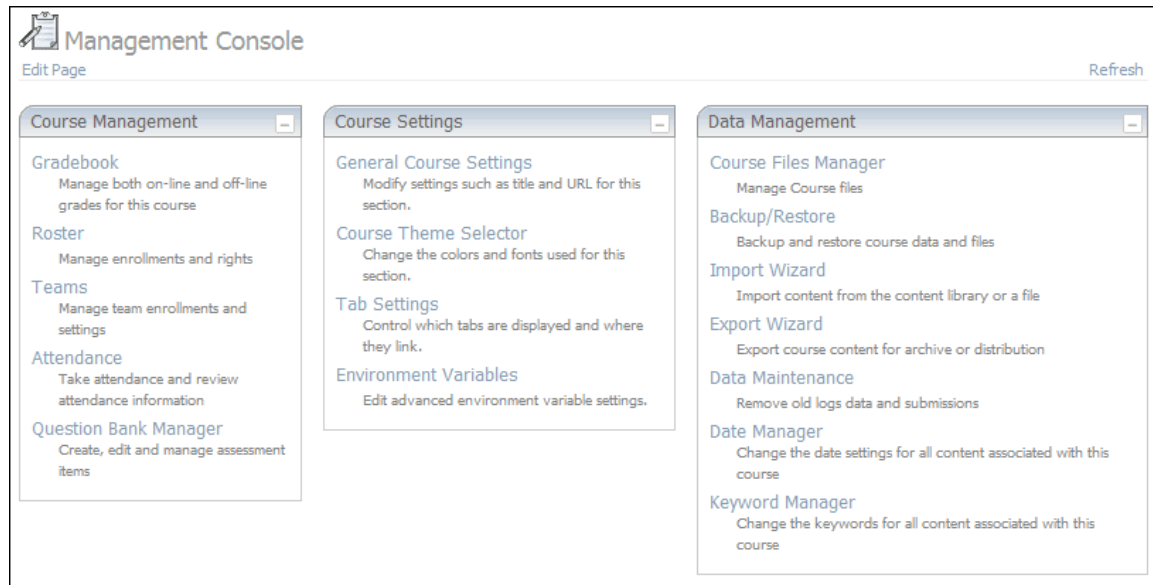 Management Console
Edit Page
Refresh
Course Management
Gradebook
Manage both on-line and off-line
grades for this course
Roster
Manage enrollments and rights
Teams
Manage team enrollments and
settings
Attendance
Take attendance and review
attendance information
Question Bank Manager
Create, edit and manage assessment
items
Course Settings
General Course Settings
Modify settings such as title and URL for this
section.
Course Theme Selector
Change the colors and fonts used for this
section.
Tab Settings
Control which tabs are displayed and where
they link.
Environment Variables
Edit advanced environment variable settings.
Data Management
Course Files Manager
Manage Course files
Backup/Restore
Backup and restore course data and files
Import Wizard
Import content from the content library or a file
Export Wizard
Export course content for archive or distribution
Data Maintenance
Remove old logs data and submissions
Date Manager
Change the date settings for all content associated with this
course
Keyword Manager
Change the keywords for all content associated with this
course